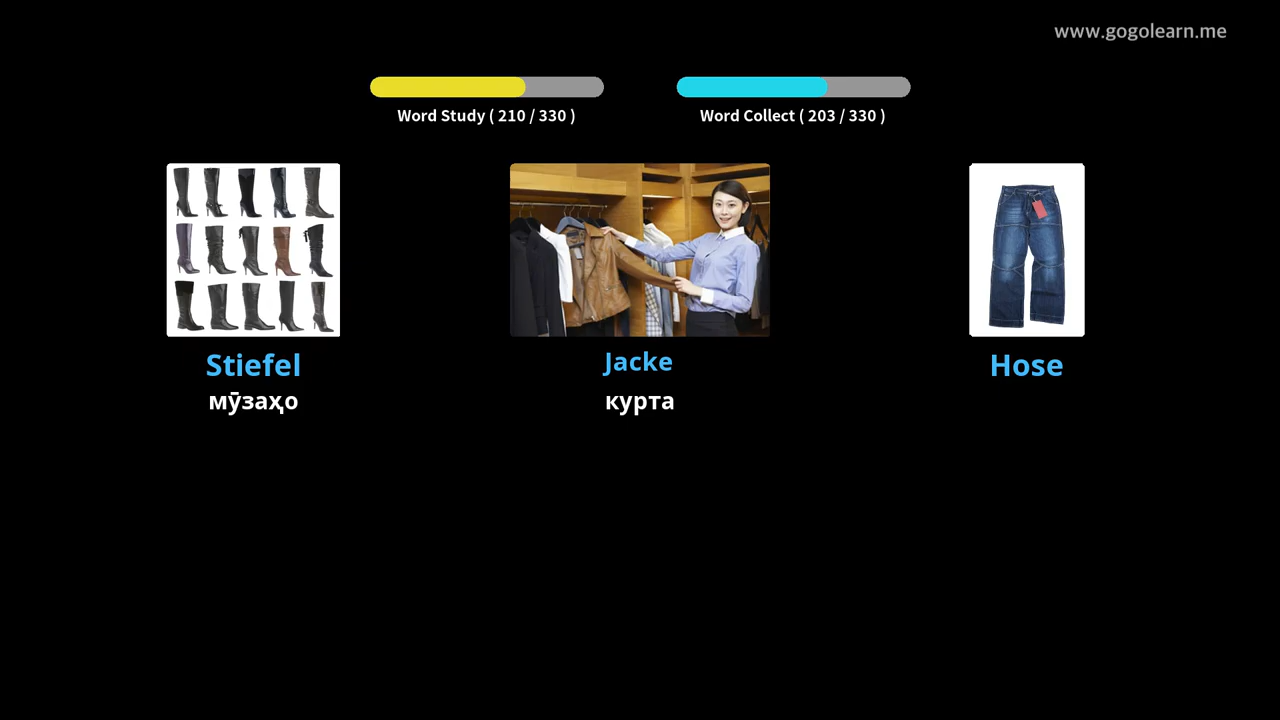 www.gogolearn.me
Word Study ( 210 / 330 )
Word Collect ( 203 / 330 )
Stiefel
Jacke
Hose
мӯзаҳо
курта